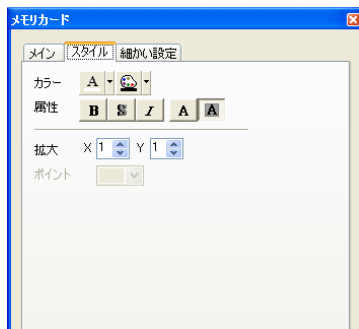 メモリカード
メイン スタイル 細かい設定
カラー A
属性 B S I A A
拡大 X 1 Y 1
ポイント